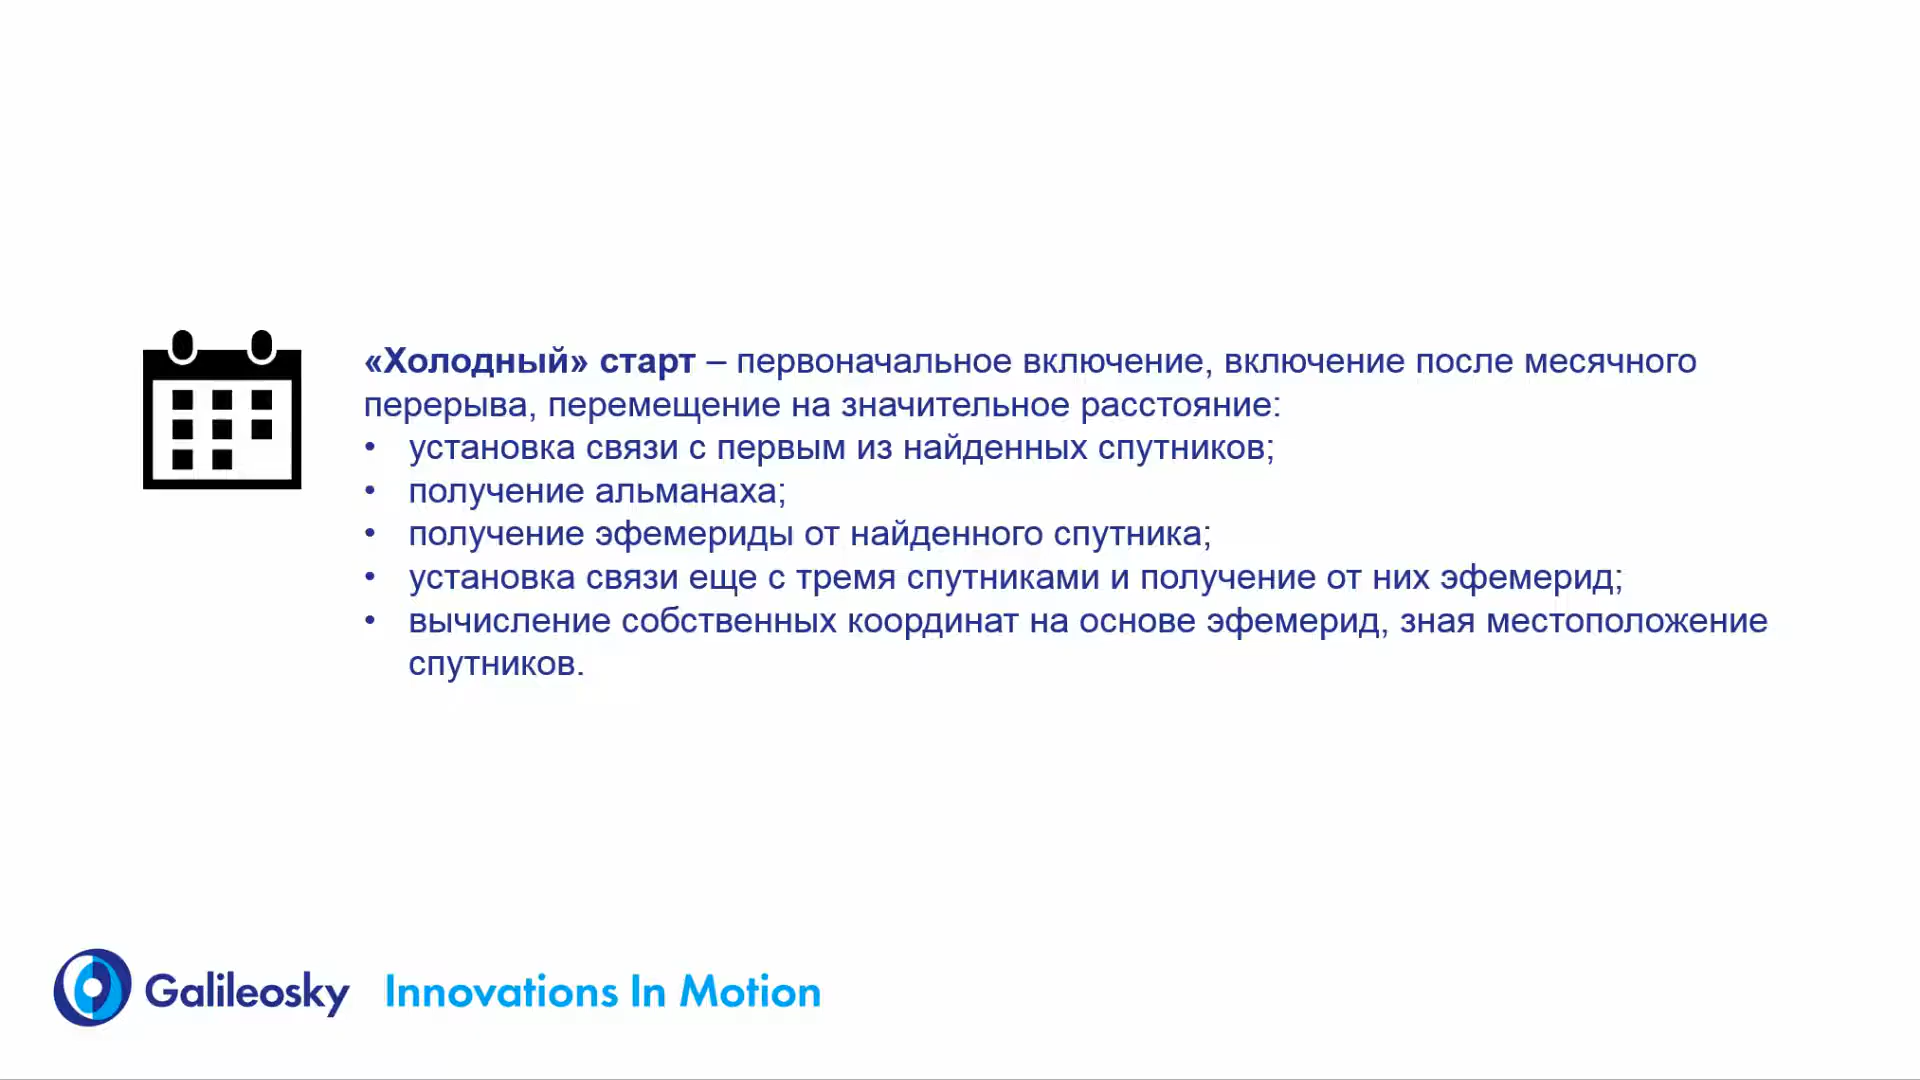 «Холодный» старт – первоначальное включение, включение после месячного
перерыва, перемещение на значительное расстояние:
• установка связи с первым из найденных спутников;
• получение альманаха;
• получение эфемериды от найденного спутника;
• установка связи еще с тремя спутниками и получение от них эфемерид;
• вычисление собственных координат на основе эфемерид, зная местоположение
спутников.
Galileosky Innovations In Motion